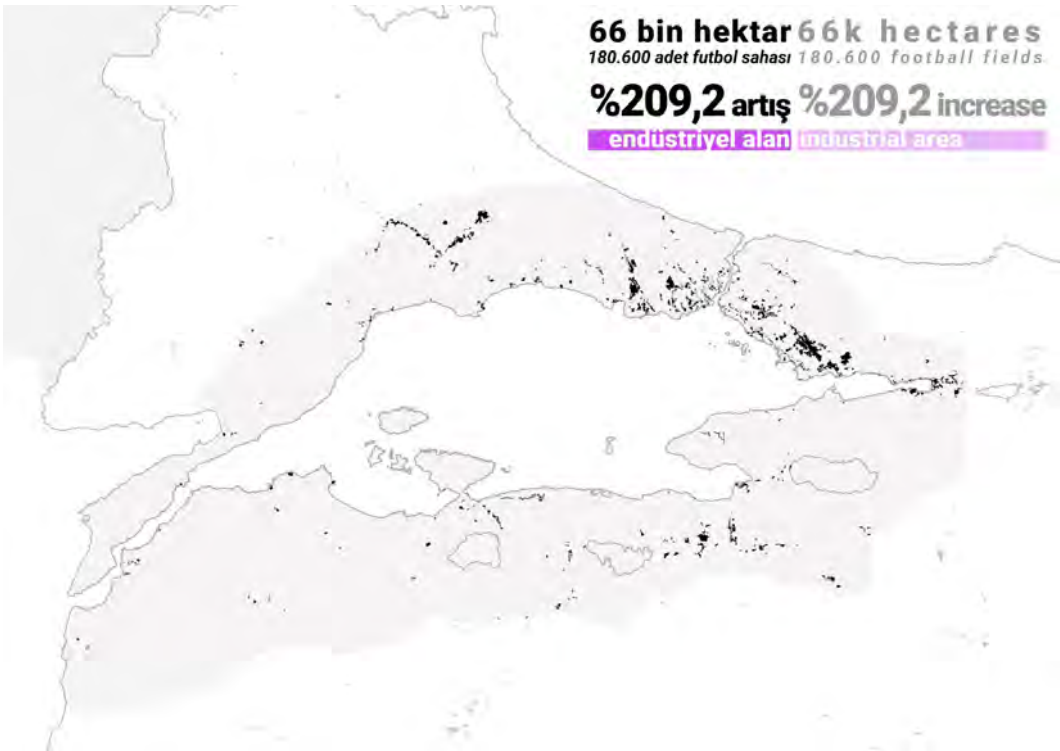 66 bin hektar 66k hectares
180.600 adet futbol sahası 180.600 football fields
%209,2 artış %209,2 increase
endüstriyel alan industrial area